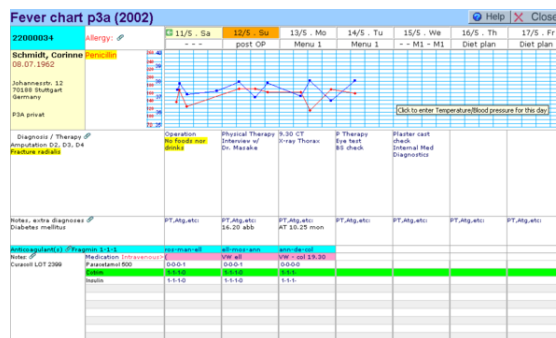 Fever chart p3a (2002)
Help
Close
22000034
Allergy:
11/5 . Sa
12/5 . Su
13/5 . Mo
14/5 . Tu
15/5 . We
16/5 . Th
17/5 . Fr
- - -
post OP
Menu 1
Menu 1
- - M1 - M1
Diet plan
Diet plan
Schmidt, Corinne
Penicillin
08.07.1962
Johannesstr. 12
70188 Stuttgart
Germany
P3A privat
Click to enter Temperature/Blood pressure for this day
Diagnosis / Therapy
Amputation D2, D3, D4
Fracture radialis
Operation
No foods nor
drinks
Physical Therapy
Interview w/
Dr. Masake
9.30 CT
X-ray Thorax
P Therapy
Eye test
BS check
Plaster cast
check
Internal Med
Diagnostics
Notes, extra diagnoses
Diabetes mellitus
PT,Atg,etc:
PT,Atg,etc:
16.20 abb
PT,Atg,etc:
AT 10.25 mon
PT,Atg,etc:
PT,Atg,etc:
PT,Atg,etc:
PT,Atg,etc:
Anticoagulant(s)
Fragmin 1-1-1
ros-man-ell
ell-mos-ann
ann-de-col
Notes:
Medication
Intravenous>
VW ell
VW - col 19.30
Curasoll LOT 2399
Paracetamol 500
0-0-0-1
0-0-0-1
0-0-0-0
Cotrim
1-1-1-0
1-1-1-0
1-1-1-
Insulin
1-1-1-0
1-1-1-0